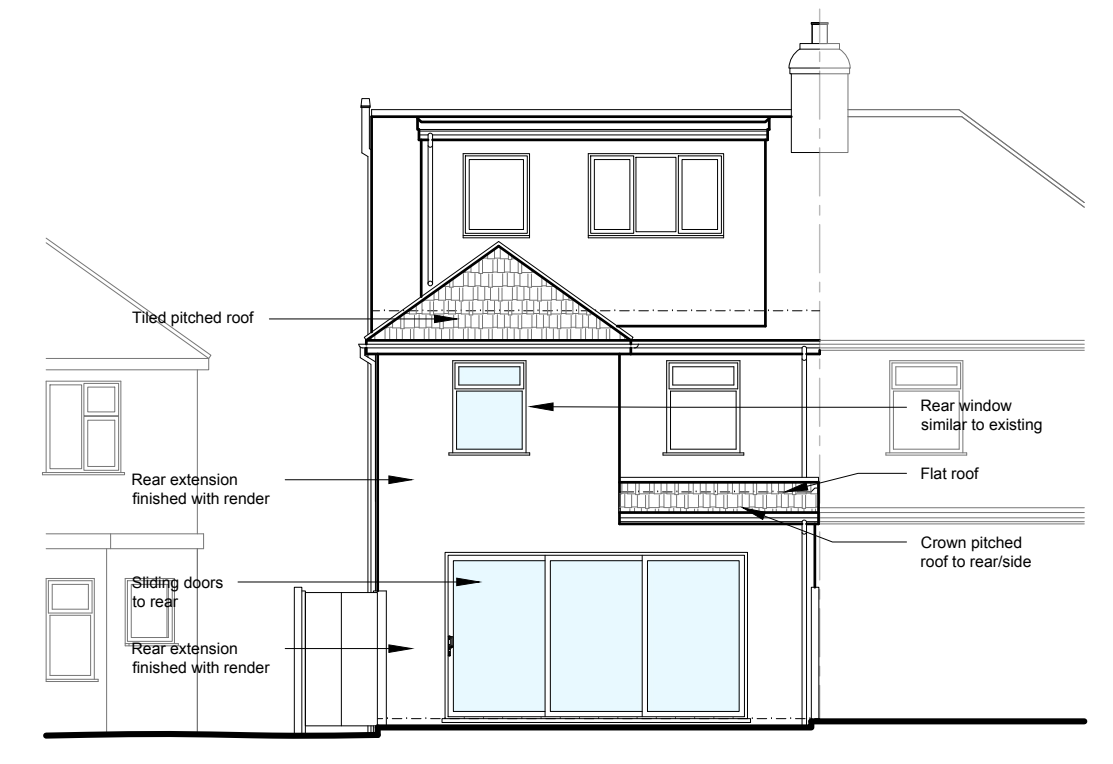 Tiled pitched roof
Rear window
similar to existing
Flat roof
Rear extension
finished with render
Crown pitched
roof to rear/side
Sliding doors
to rear
Rear extension
finished with render